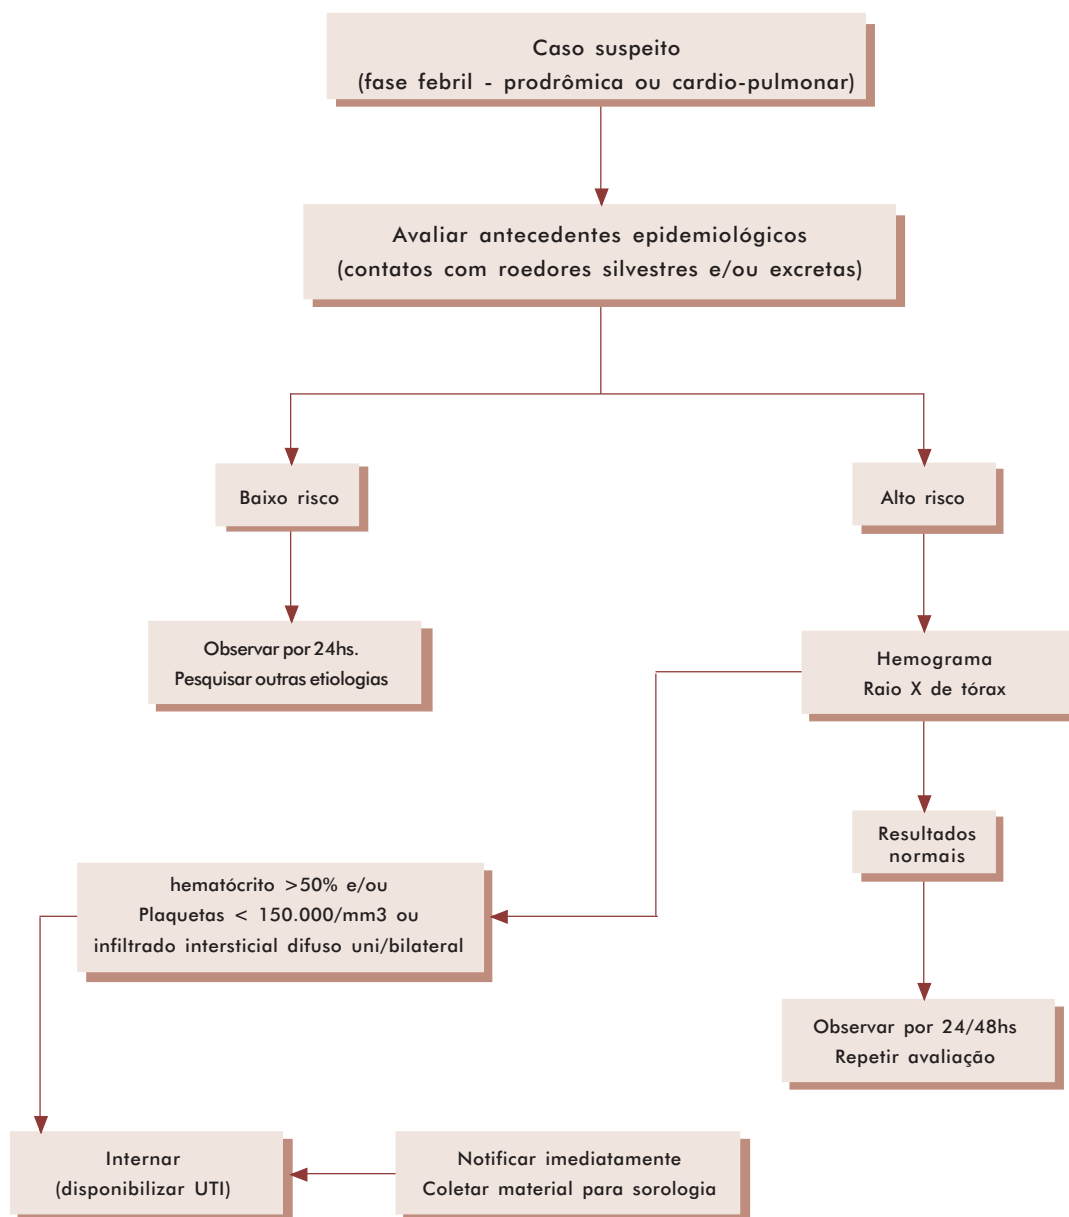 Caso suspeito
(fase febril - prodrômica ou cardio-pulmonar)
Avaliar antecedentes epidemiológicos
(contatos com roedores silvestres e/ou excretas)
Baixo risco
Alto risco
Observar por 24hs.
Pesquisar outras etiologias
Hemograma
Raio X de tórax
Resultados
normais
hematócrito >50% e/ou
Plaquetas < 150.000/mm3 ou
infiltrado intersticial difuso uni/bilateral
Observar por 24/48hs
Repetir avaliação
Internar
(disponibilizar UTI)
Notificar imediatamente
Coletar material para sorologia